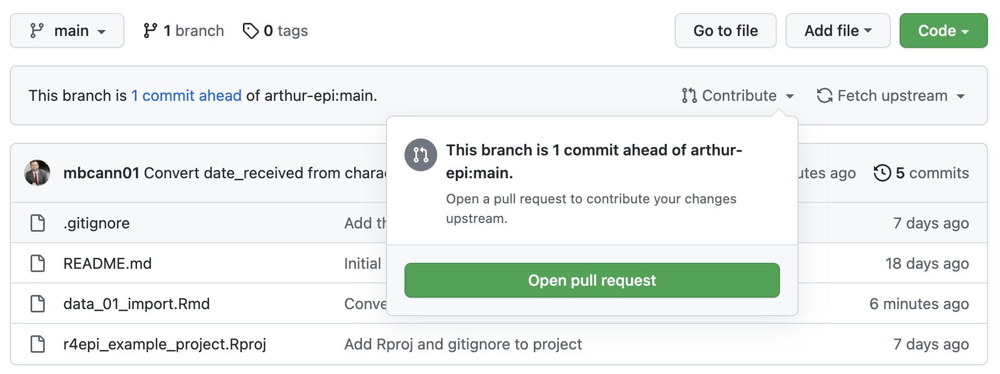 main 1 branch 0 tags Go to file Add file Code
This branch is 1 commit ahead of arthur-epi:main. Contribute Fetch upstream
This branch is 1 commit ahead of arthur-
epi:main.
Open a pull request to contribute your changes
upstream.
Open pull request
mbcann01 Convert date_received from ago 5 commits
.gitignore Add 7 days ago
README.md Initial 18 days ago
data_01_import.Rmd 6 minutes ago
r4epi_example_project.Rproj Add Rproj and gitignore to project 7 days ago